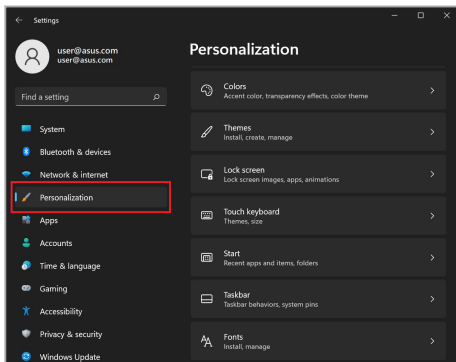 Settings
user@asus.com
user@asus.com
Find a setting
System
Bluetooth & devices
Network & internet
Personalization
Apps
Accounts
Time & language
Gaming
Accessibility
Privacy & security
Windows Update
Personalization
Colors
Accent color, transparency effects, color theme
Themes
Install, create, manage
Lock screen
Lock screen images, apps, animations
Touch keyboard
Themes, size
Start
Recent apps and items, folders
Taskbar
Taskbar behaviors, system pins
Fonts
Install, manage